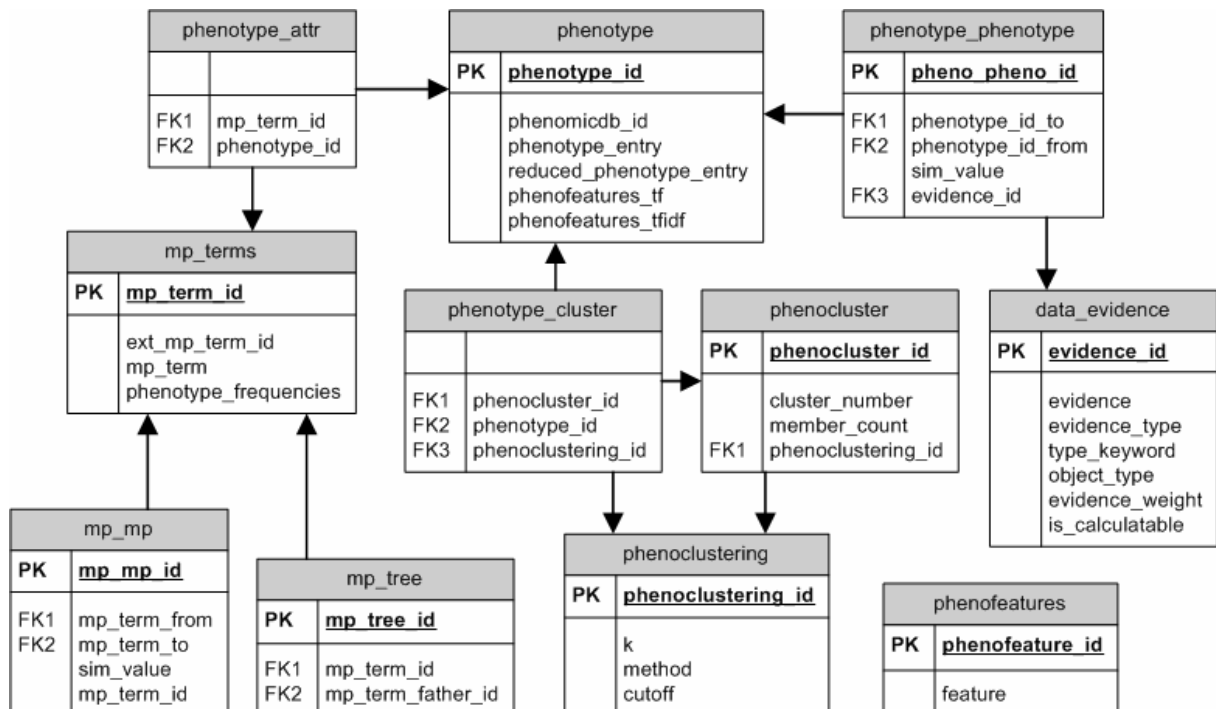 phenotype_attr
FK1 mp_term_id
FK2 phenotype_id
phenotype
PK phenotype_id
phenomicdb_id
phenotype_entry
reduced_phenotype_entry
phenofeatures_tf
phenofeatures_tfidf
phenotype_phenotype
PK pheno_pheno_id
FK1 phenotype_id_to
FK2 phenotype_id_from
sim_value
FK3 evidence_id
mp_terms
PK mp_term_id
ext_mp_term_id
mp_term
phenotype_frequencies
phenotype_cluster
FK1 phenocluster_id
FK2 phenotype_id
FK3 phenoclustering_id
phenocluster
PK phenocluster_id
cluster_number
member_count
FK1 phenoclustering_id
data_evidence
PK evidence_id
evidence
evidence_type
type_keyword
object_type
evidence_weight
is_calculatable
mp_mp
PK mp_mp_id
FK1 mp_term_from
FK2 mp_term_to
sim_value
mp_term_id
mp_tree
PK mp_tree_id
FK1 mp_term_id
FK2 mp_term_father_id
phenoclustering
PK phenoclustering_id
k
method
cutoff
phenofeatures
PK phenofeature_id
feature